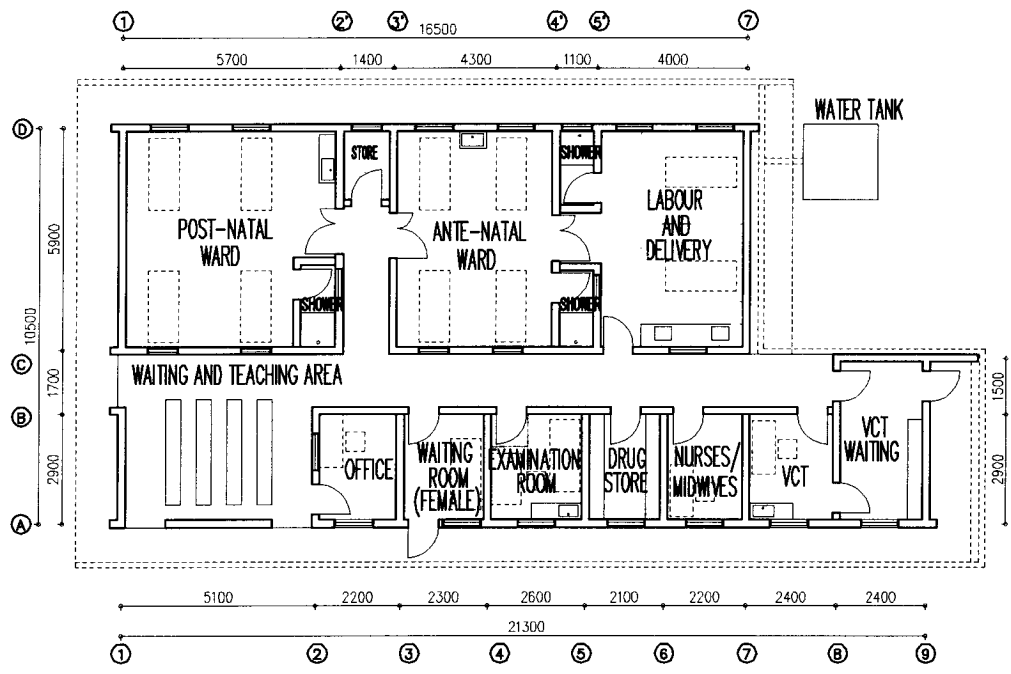 1 2' 3' 4' 5' 7
16500
5700 1400 4300 1100 4000
WATER TANK
D
STORE
SHOWER
LABOUR
AND
DELIVERY
POST-NATAL
WARD
ANTE-NATAL
WARD
5900
SHOWER
SHOWER
10500
C
WAITING AND TEACHING AREA
1700
1500
B
VCT
WAITING
OFFICE
WAITING
ROOM
(FEMALE)
EXAMINATION
ROOM
DRUG
STORE
NURSES/
MIDWIVES
VCT
2900
2900
A
5100 2200 2300 2600 2100 2200 2400 2400
21300
1 2 3 4 5 6 7 8 9